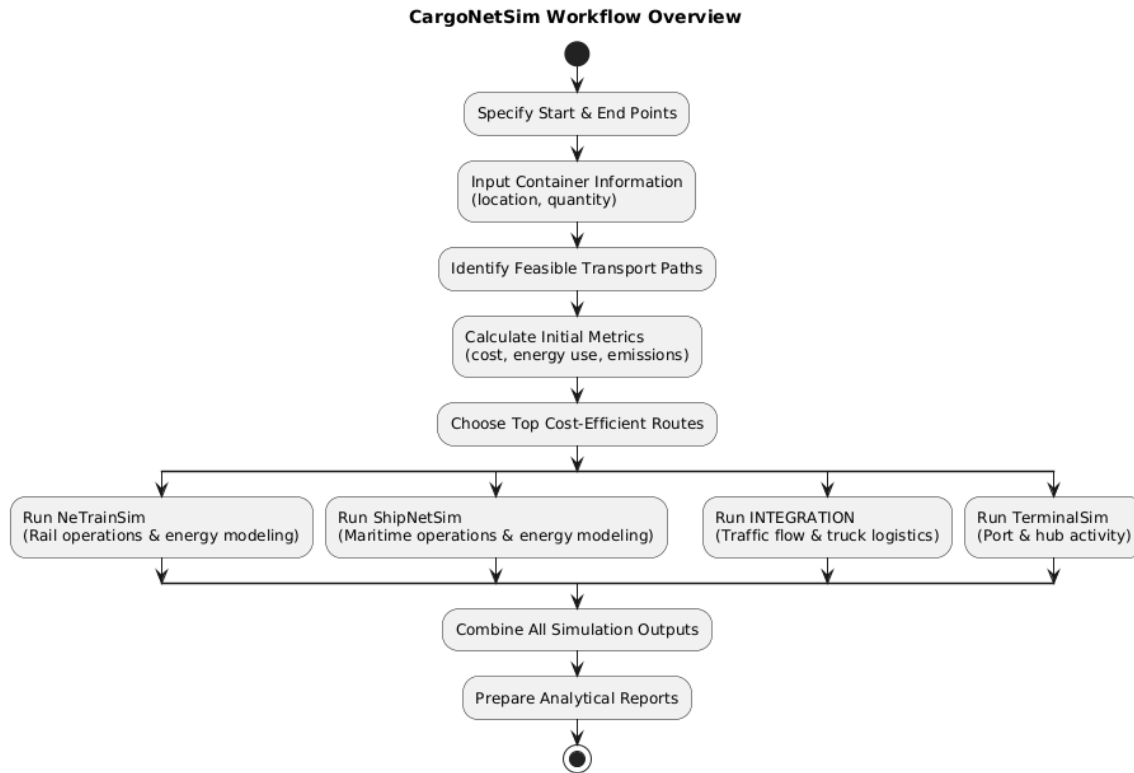 CargoNetSim Workflow Overview
Specify Start & End Points
Input Container Information
(location, quantity)
Identify Feasible Transport Paths
Calculate Initial Metrics
(cost, energy use, emissions)
Choose Top Cost-Efficient Routes
Run NeTrainSim
(Rail operations & energy modeling)
Run ShipNetSim
(Maritime operations & energy modeling)
Run INTEGRATION
(Traffic flow & truck logistics)
Run TerminalSim
(Port & hub activity)
Combine All Simulation Outputs
Prepare Analytical Reports